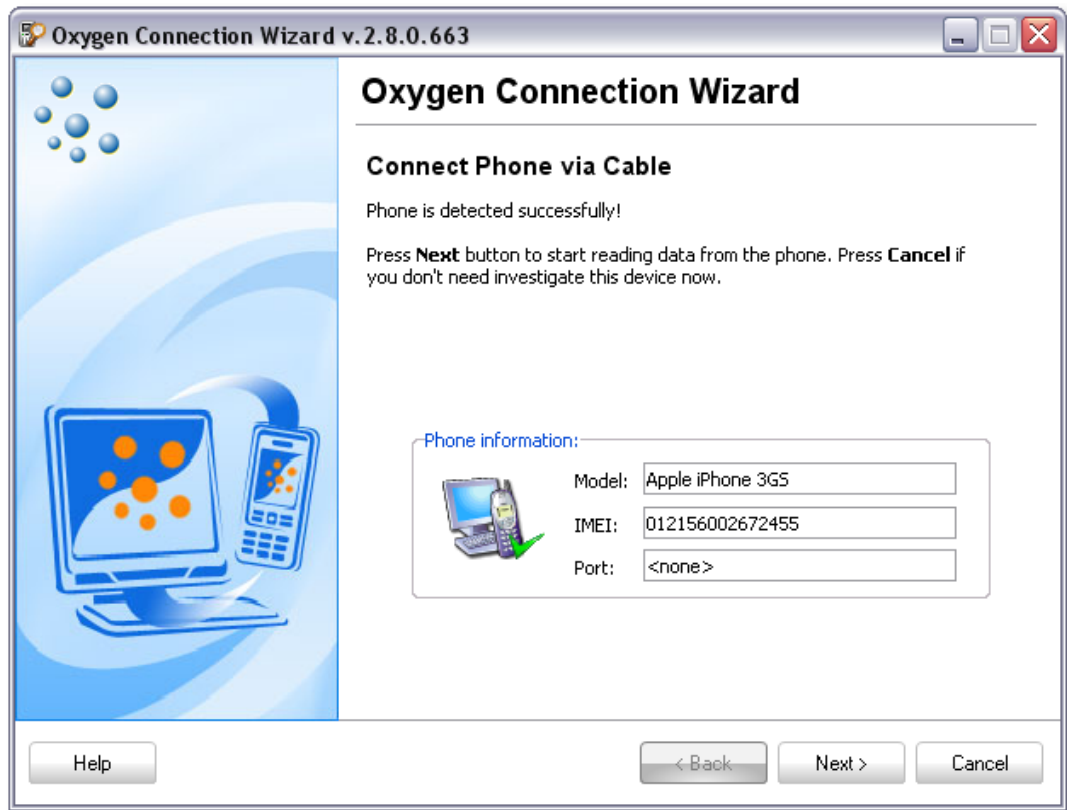 Oxygen Connection Wizard v.2.8.0.663
Oxygen Connection Wizard
Connect Phone via Cable
Phone is detected successfully!
Press Next button to start reading data from the phone. Press Cancel if
you don't need investigate this device now.
Phone information:
Model: Apple iPhone 3GS
IMEI: 012156002672455
Port: <none>
Help
< Back
Next >
Cancel